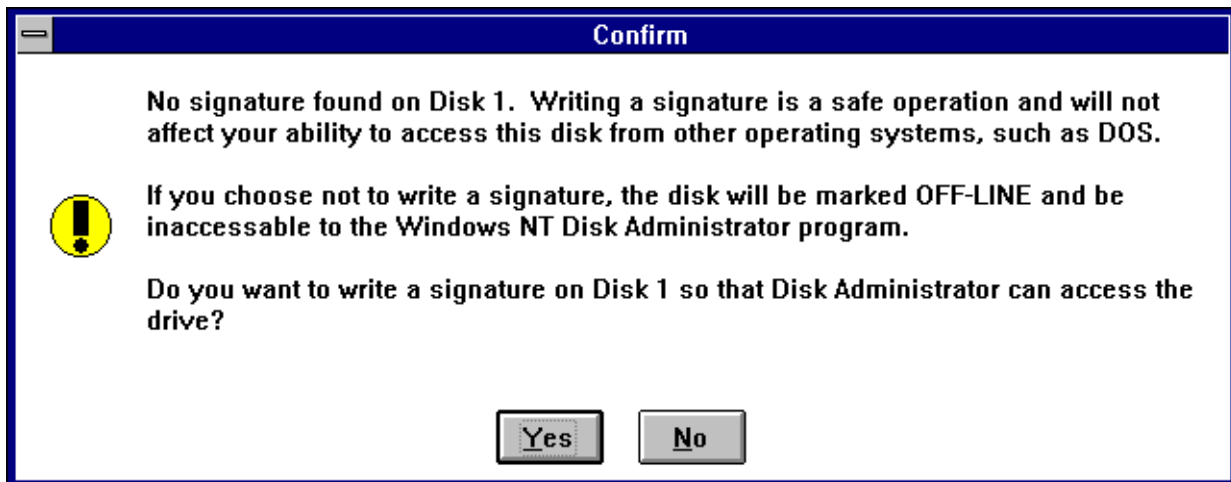 Confirm
No signature found on Disk 1.  Writing a signature is a safe operation and will not
affect your ability to access this disk from other operating systems, such as DOS.
If you choose not to write a signature, the disk will be marked OFF-LINE and be
inaccessable to the Windows NT Disk Administrator program.
Do you want to write a signature on Disk 1 so that Disk Administrator can access the
drive?
Yes No